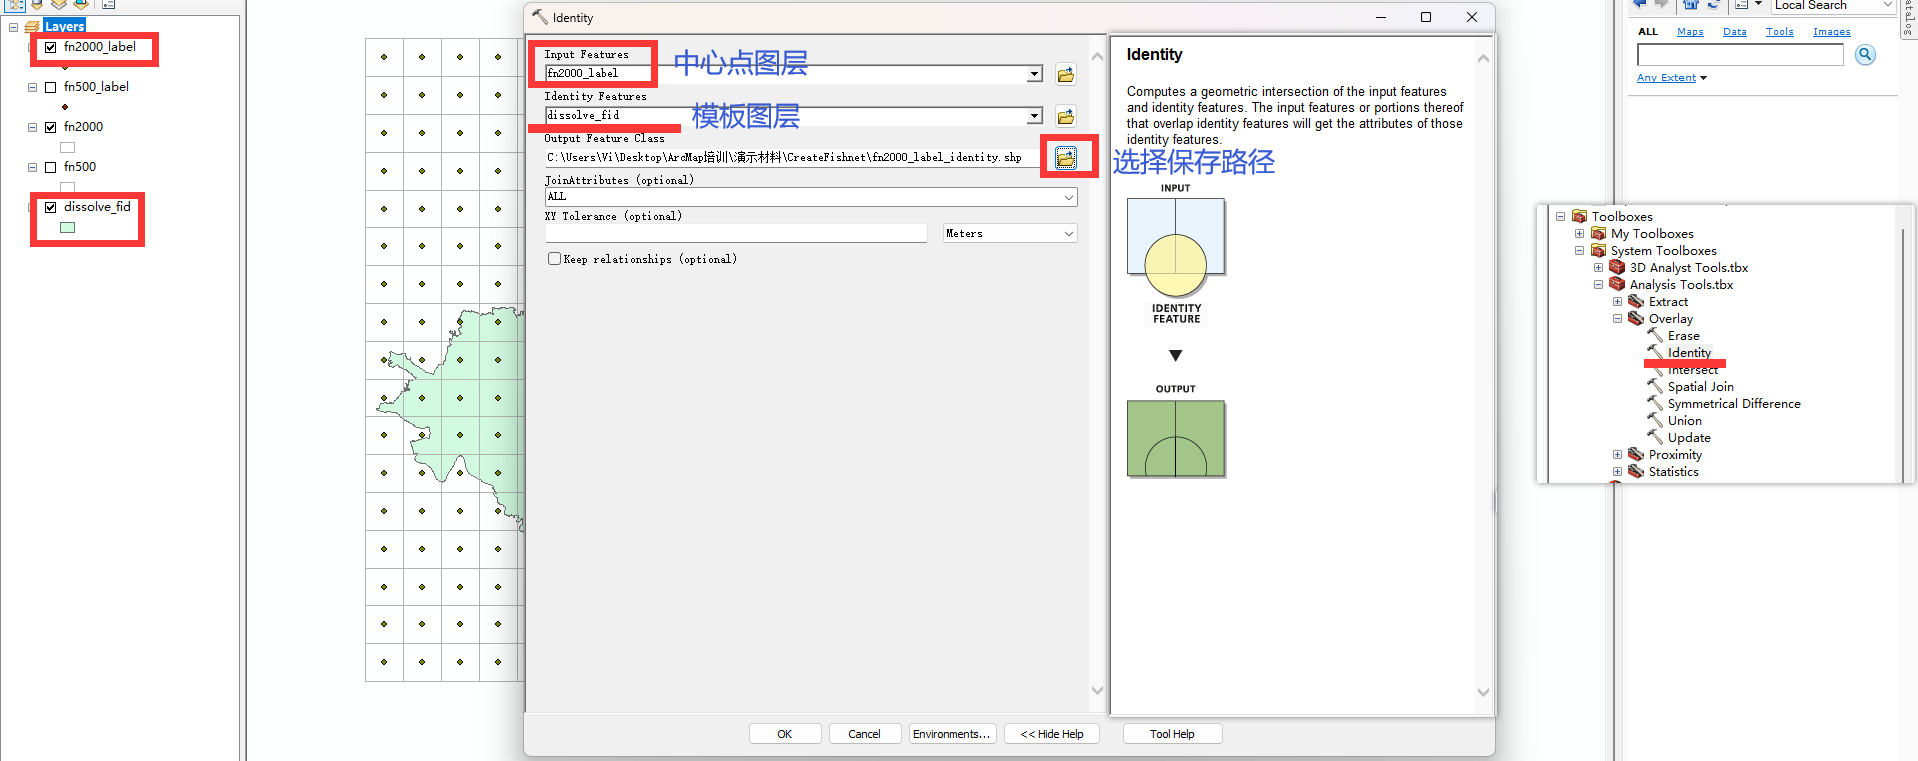 Layers
fn2000_label
fn500_label
fn2000
fn500
dissolve_fid
Identity
Input Features
fn2000_label
中心点图层
Identity Features
dissolve_fid
模板图层
Output Feature Class
C:\Users\Vi\Desktop\ArcMap培训\演示材料\CreateFishnet\fn2000_label_identity.shp
选择保存路径
JoinAttributes (optional)
ALL
XY Tolerance (optional)
Meters
Keep relationships (optional)
OK
Cancel
Environments...
<< Hide Help
Tool Help
Identity
Computes a geometric intersection of the input features
and identity features. The input features or portions thereof
that overlap identity features will get the attributes of those
identity features.
INPUT
IDENTITY
FEATURE
OUTPUT
Local Search
ALL
Maps
Data
Tools
Images
Any Extent
Toolboxes
My Toolboxes
System Toolboxes
3D Analyst Tools.tbx
Analysis Tools.tbx
Extract
Overlay
Erase
Identity
Intersect
Spatial Join
Symmetrical Difference
Union
Update
Proximity
Statistics